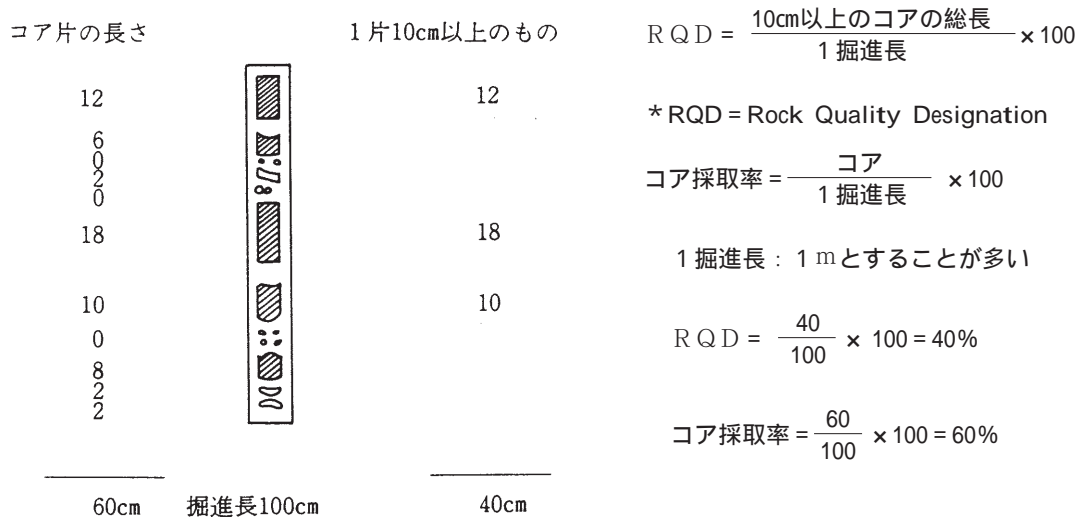 コア片の長さ
12
6
0
2
0
18
10
0
8
2
2
60cm
掘進長100cm
1片10cm以上のもの
12
18
10
40cm
RQD = 10cm以上のコアの総長 / 1掘進長 × 100
*RQD = Rock Quality Designation
コア採取率 = コア / 1掘進長 × 100
1掘進長：1mとすることが多い
RQD = 40 / 100 × 100 = 40%
コア採取率 = 60 / 100 × 100 = 60%